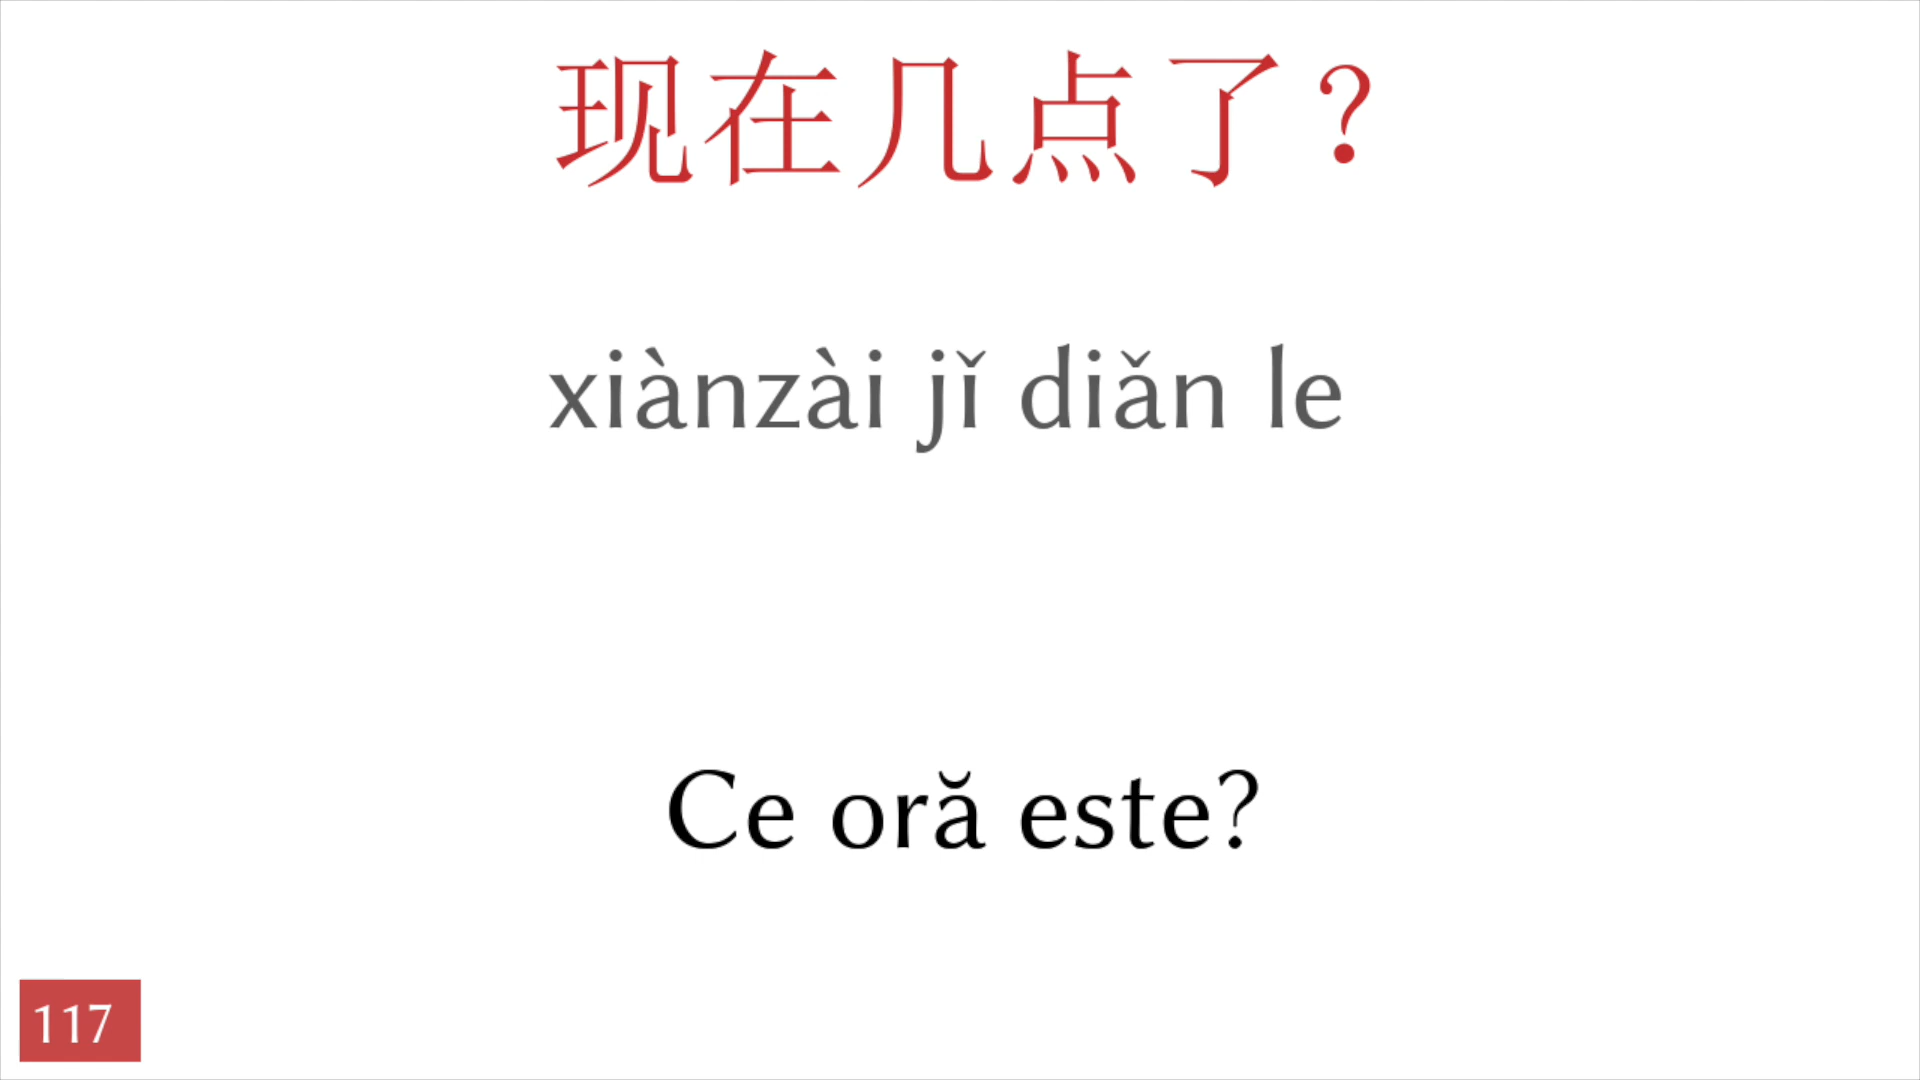 现在几点了？
xiànzài jǐ diǎn le
Ce oră este?
117